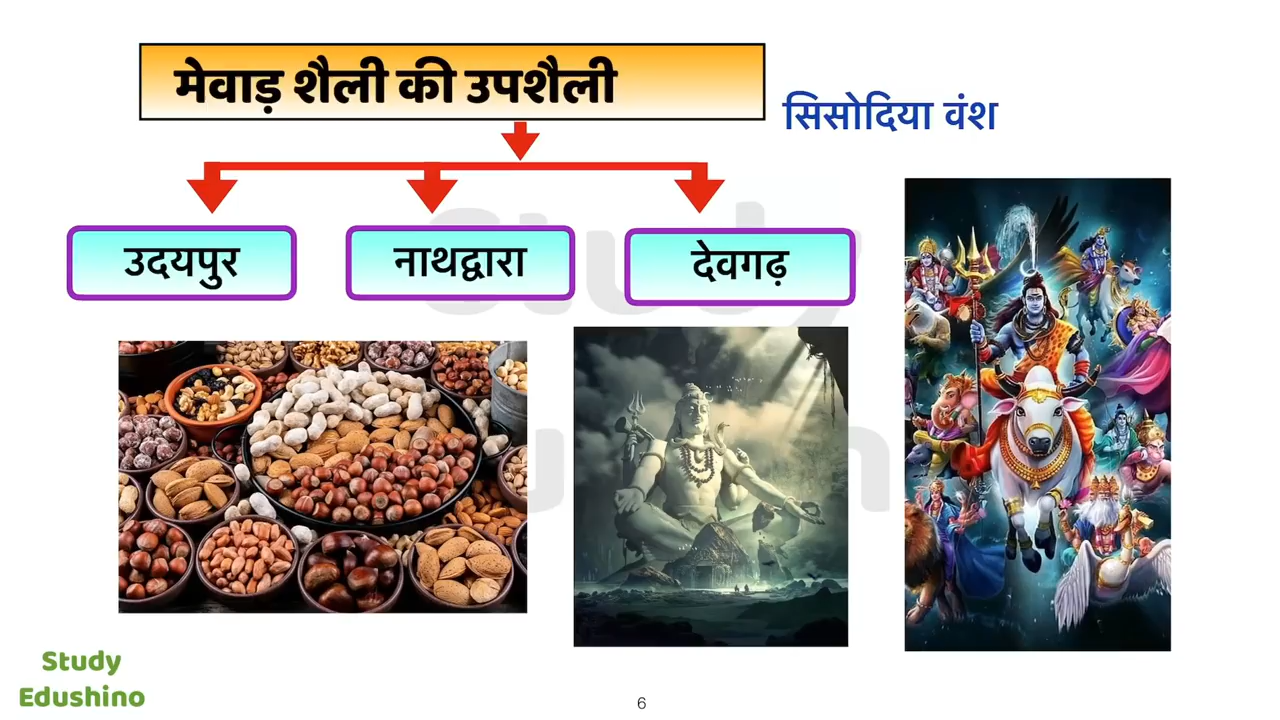 मेवाड़ शैली की उपशैली
सिसोदिया वंश
उदयपुर
नाथद्वारा
देवगढ़
Study
Edushino
6